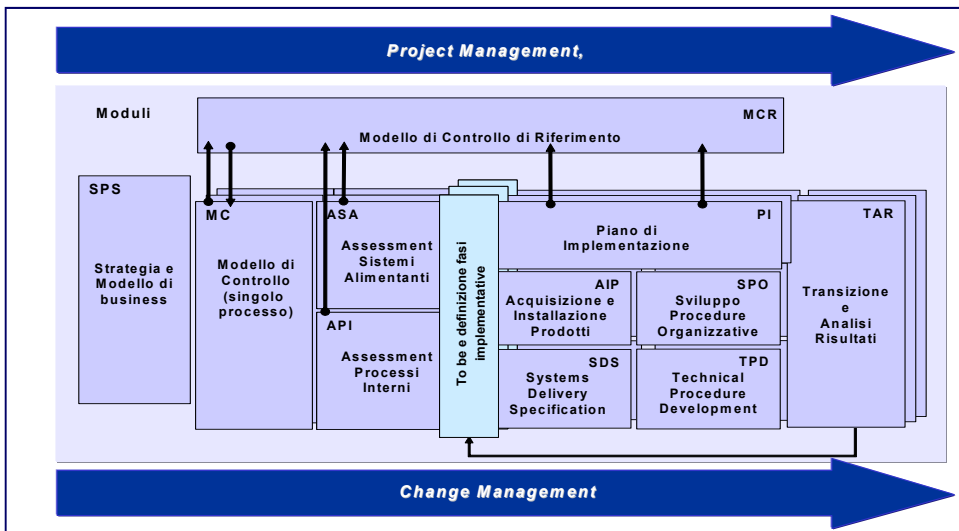 Project Management,
Moduli
MCR
Modello di Controllo di Riferimento
SPS
Strategia e
Modello di
business
MC
Modello di
Controllo
(singolo
processo)
ASA
Assessment
Sistemi
Alimentanti
API
Assessment
Processi
Interni
To be e definizione fasi
implementative
PI
Piano di
Implementazione
AIP
Acquisizione e
Installazione
Prodotti
SPO
Sviluppo
Procedure
Organizzative
SDS
Systems
Delivery
Specification
TPD
Technical
Procedure
Development
TAR
Transizione
e
Analisi
Risultati
Change Management